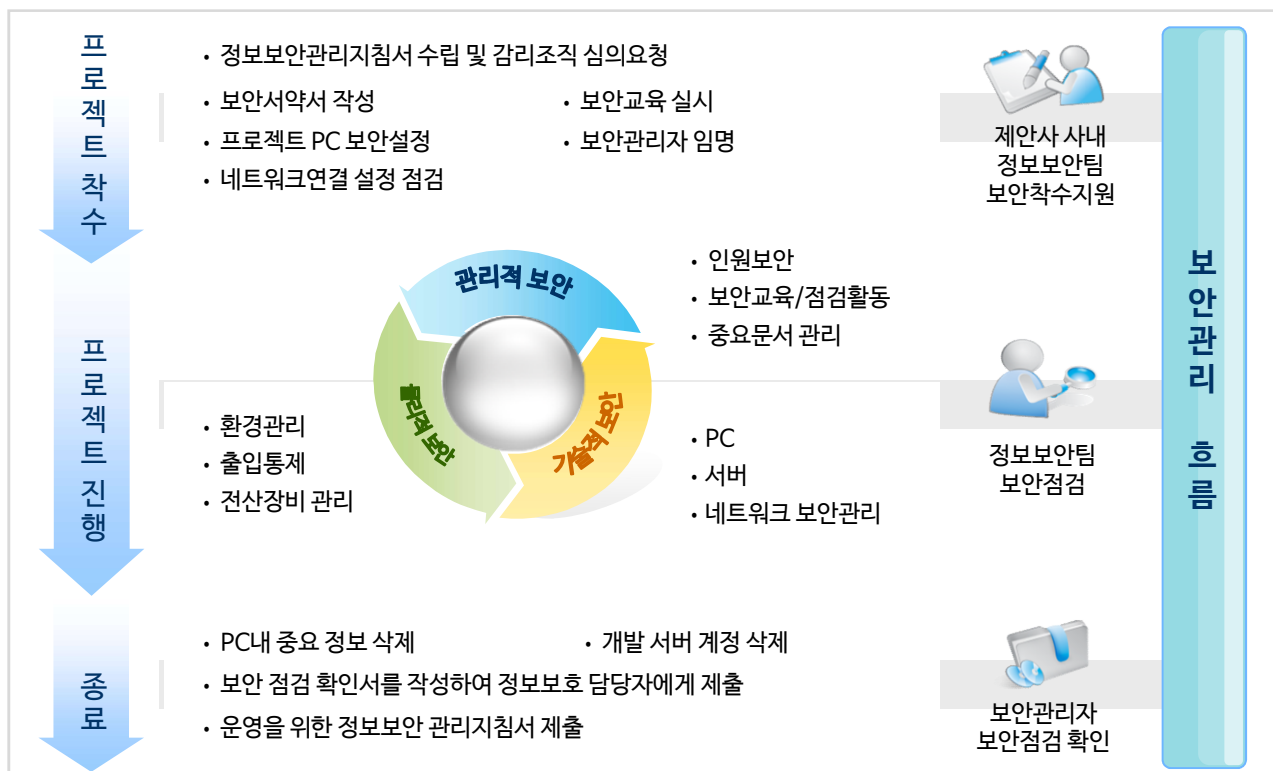 프로젝트 착수
• 정보보안관리지침서 수립 및 감리조직 심의요청
• 보안서약서 작성
• 보안교육 실시
• 프로젝트 PC 보안설정
• 보안관리자 임명
• 네트워크연결 설정 점검
제안사 사내
정보보안팀
보안착수지원
프로젝트 진행
관리적 보안
• 인원보안
• 보안교육/점검활동
• 중요문서 관리
물리적 보안
• 환경관리
• 출입통제
• 전산장비 관리
기술적 보안
• PC
• 서버
• 네트워크 보안관리
정보보안팀
보안점검
종료
• PC내 중요 정보 삭제
• 개발 서버 계정 삭제
• 보안 점검 확인서를 작성하여 정보보호 담당자에게 제출
• 운영을 위한 정보보안 관리지침서 제출
보안관리자
보안점검 확인
보안관리 흐름